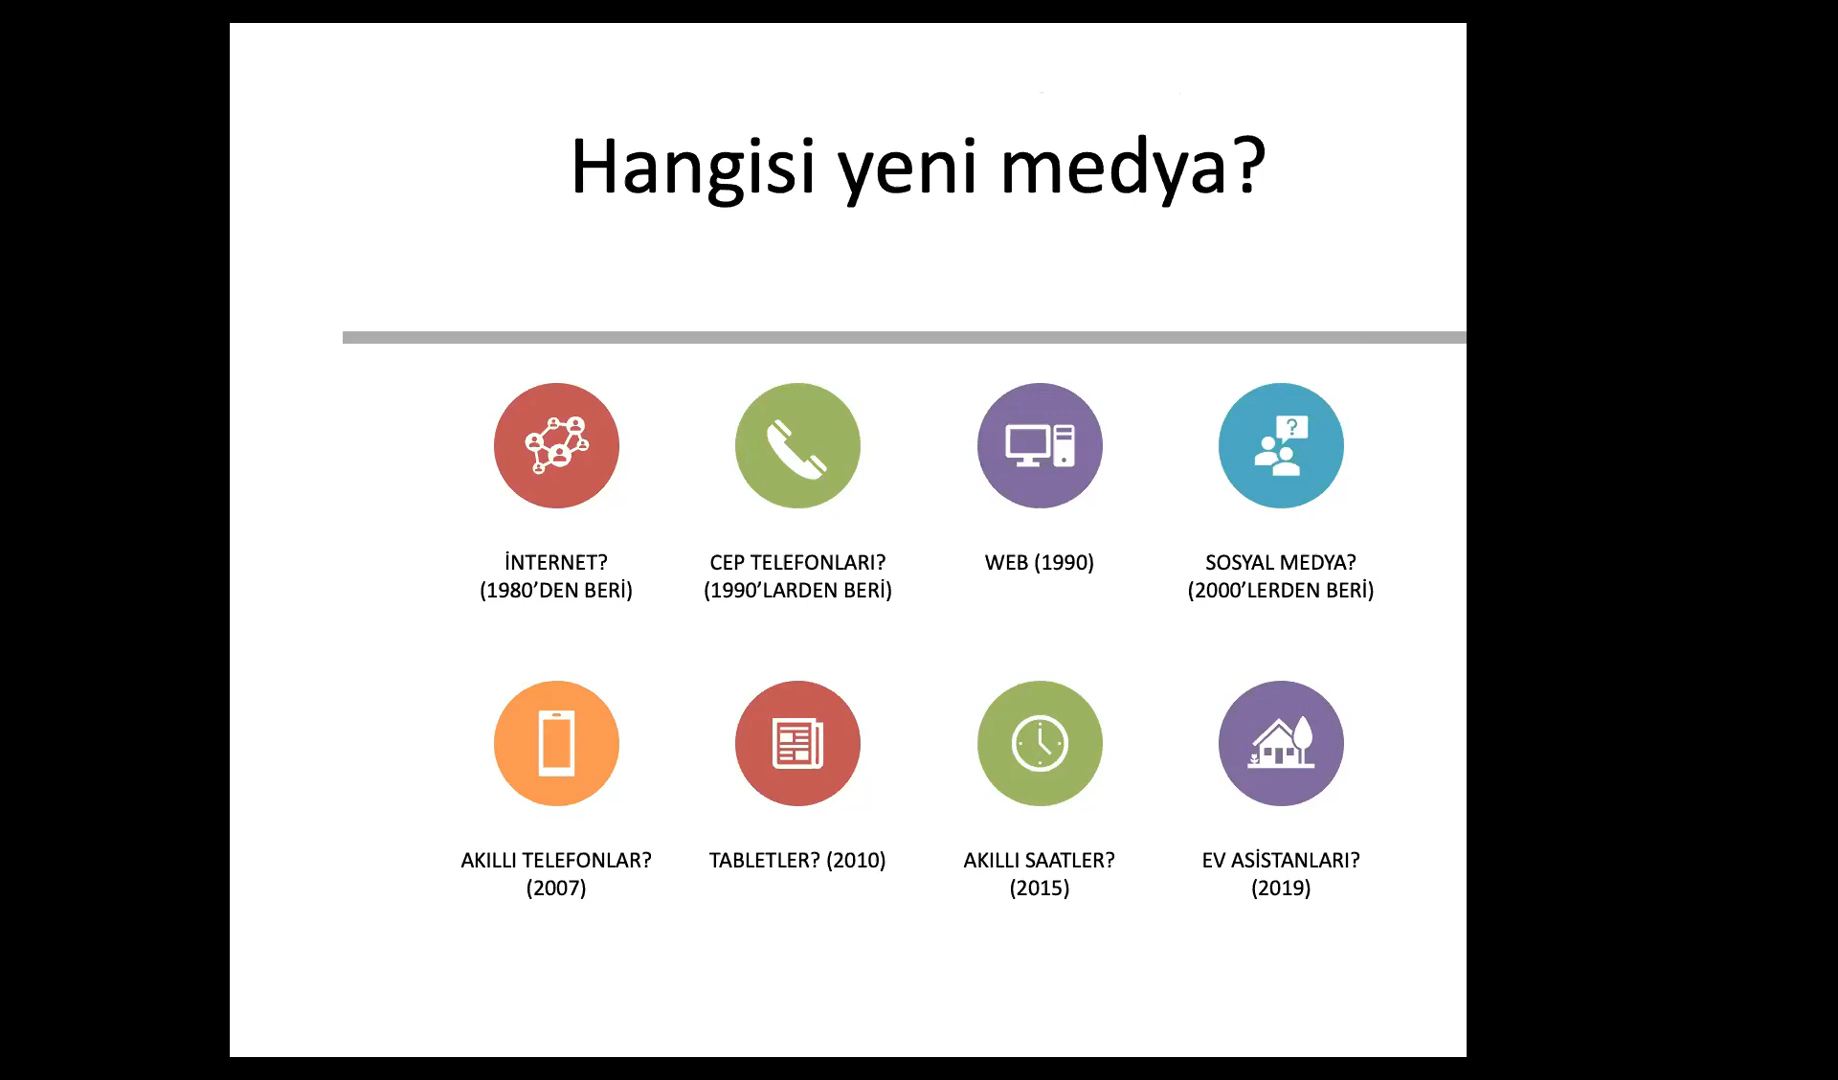 Hangisi yeni medya?
İNTERNET?
(1980’DEN BERİ)
CEP TELEFONLARI?
(1990’LARDEN BERİ)
WEB (1990)
SOSYAL MEDYA?
(2000’LERDEN BERİ)
AKILLI TELEFONLAR?
(2007)
TABLETLER? (2010)
AKILLI SAATLER?
(2015)
EV ASİSTANLARI?
(2019)